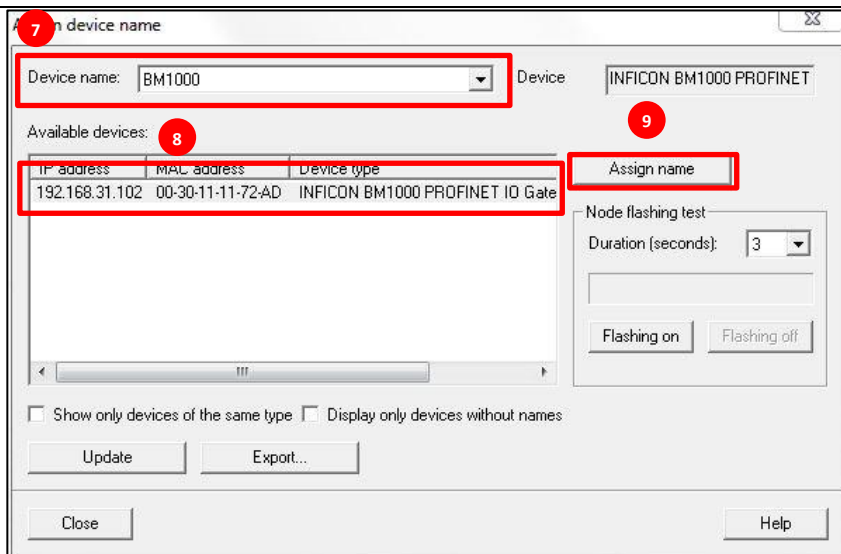 n device name
7
Device name: BM1000 Device INFICON BM1000 PROFINET
Available devices: 8 9
IP address MAC address Device type Assign name
192.168.31.102 00-30-11-11-72-AD INFICON BM1000 PROFINET IO Gate
Node flashing test
Duration (seconds): 3
Flashing on Flashing off
Show only devices of the same type Display only devices without names
Update Export...
Close Help